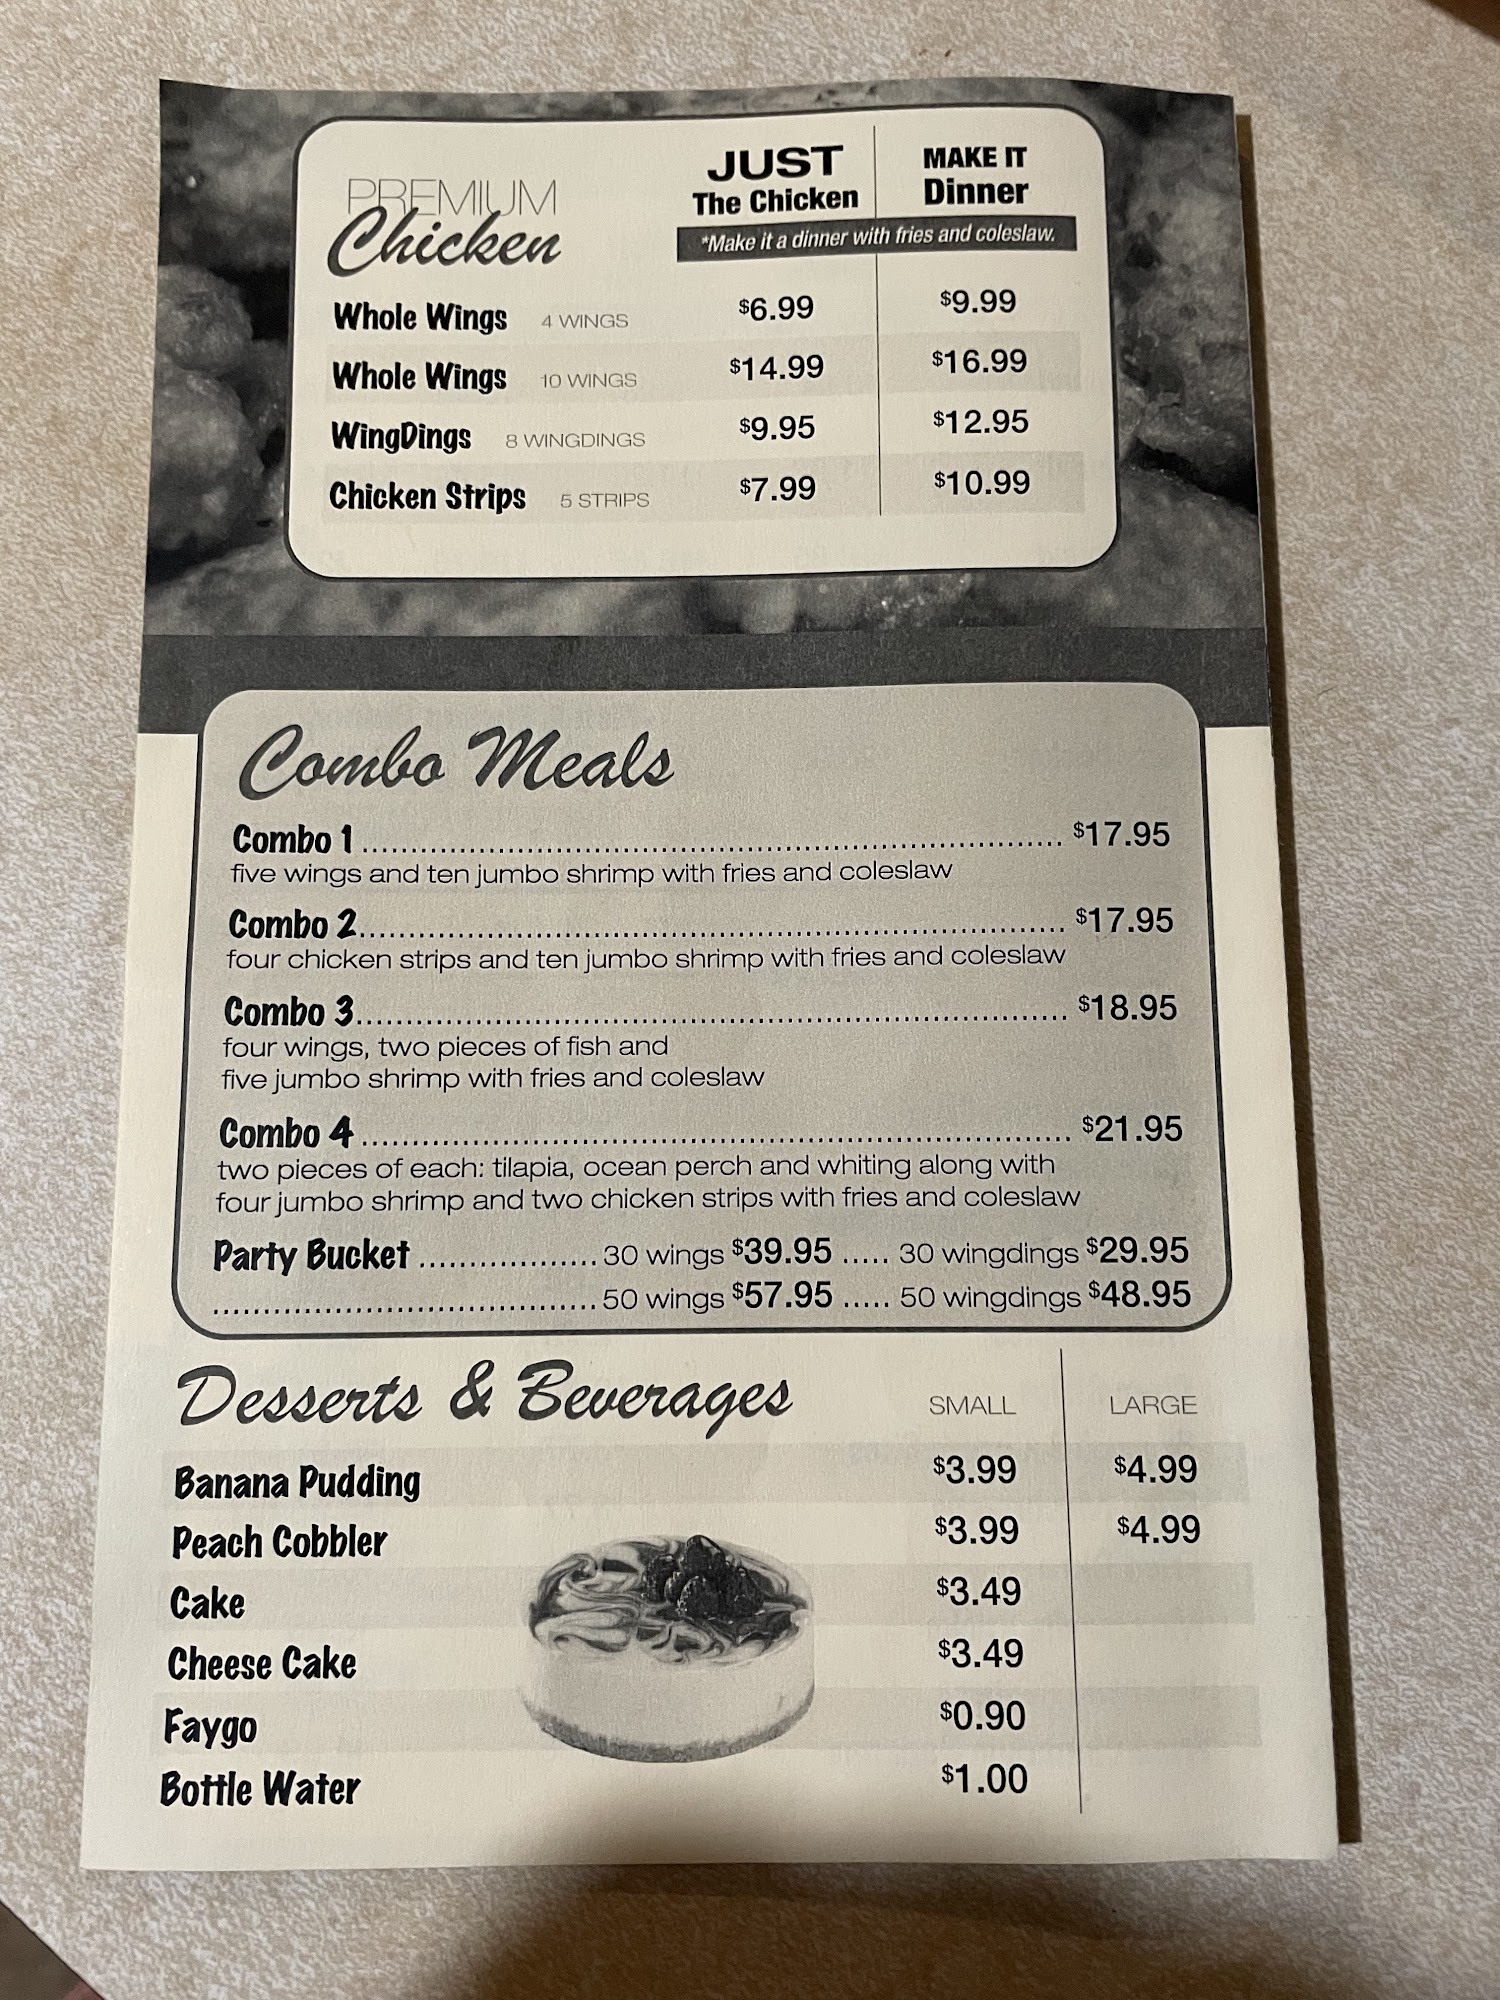 PREMIUM
Chicken
JUST
The Chicken
MAKE IT
Dinner
*Make it a dinner with fries and coleslaw.
Whole Wings 4 WINGS $6.99 $9.99
Whole Wings 10 WINGS $14.99 $16.99
WingDings 8 WINGDINGS $9.95 $12.95
Chicken Strips 5 STRIPS $7.99 $10.99
Combo Meals
Combo 1 ........ $17.95
five wings and ten jumbo shrimp with fries and coleslaw
Combo 2 ........ $17.95
four chicken strips and ten jumbo shrimp with fries and coleslaw
Combo 3 ........ $18.95
four wings, two pieces of fish and
five jumbo shrimp with fries and coleslaw
Combo 4 ........ $21.95
two pieces of each: tilapia, ocean perch and whiting along with
four jumbo shrimp and two chicken strips with fries and coleslaw
Party Bucket ........ 30 wings $39.95 ..... 30 wingdings $29.95
........ 50 wings $57.95 ..... 50 wingdings $48.95
Desserts & Beverages SMALL LARGE
Banana Pudding $3.99 $4.99
Peach Cobbler $3.99 $4.99
Cake $3.49
Cheese Cake $3.49
Faygo $0.90
Bottle Water $1.00